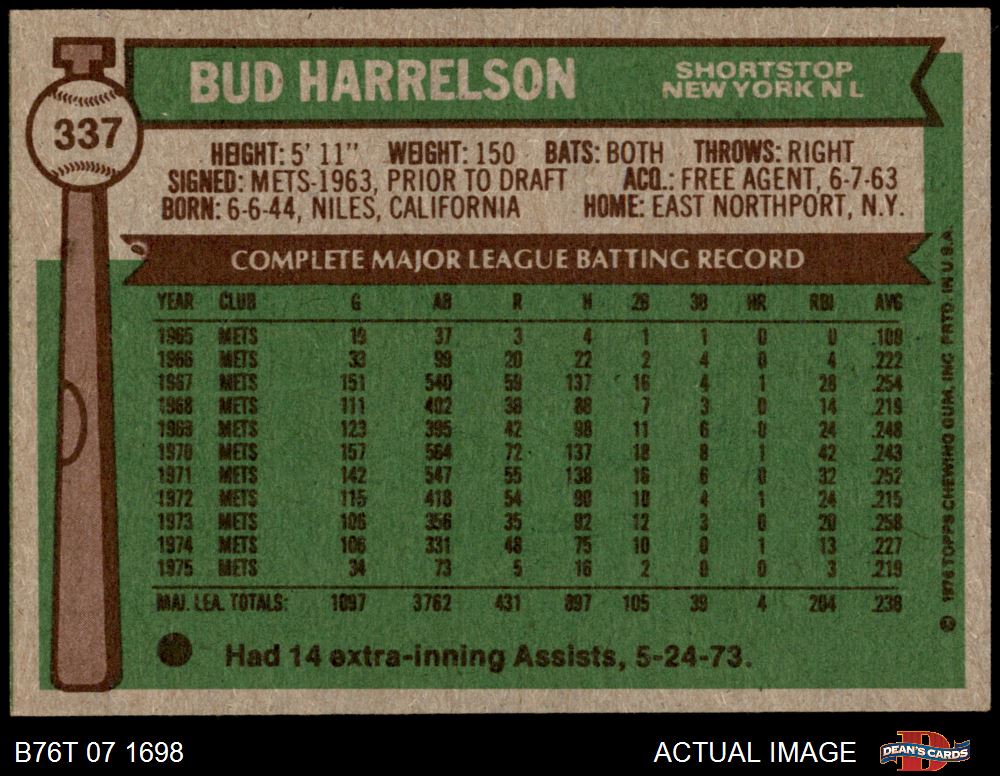 BUD HARRELSON
SHORTSTOP
NEW YORK N L
337
HEIGHT: 5' 11" WEIGHT: 150 BATS: BOTH THROWS: RIGHT
SIGNED: METS-1963, PRIOR TO DRAFT ACQ.: FREE AGENT, 6-7-63
BORN: 6-6-44, NILES, CALIFORNIA HOME: EAST NORTHPORT, N.Y.
COMPLETE MAJOR LEAGUE BATTING RECORD
YEAR CLUB G AB R H 2B 3B HR RBI AVG
1965 METS 19 37 3 4 1 1 0 0 .108
1966 METS 33 99 20 22 2 4 0 4 .222
1967 METS 151 540 59 137 16 4 1 28 .254
1968 METS 111 402 38 88 7 3 0 14 .219
1969 METS 123 395 42 98 11 6 0 24 .248
1970 METS 157 564 72 137 18 8 1 42 .243
1971 METS 142 547 55 138 16 6 0 32 .252
1972 METS 115 418 54 90 10 4 1 24 .215
1973 METS 106 356 35 92 12 3 0 20 .258
1974 METS 106 331 48 75 10 0 1 13 .227
1975 METS 34 73 5 16 2 0 0 3 .219
MAJ. LEA. TOTALS: 1097 3762 431 897 105 39 4 204 .238
Had 14 extra-inning Assists, 5-24-73.
© 1976 TOPPS CHEWING GUM, INC. PRTD. IN U.S.A.
B76T 07 1698
ACTUAL IMAGE
D
DEAN'S CARDS